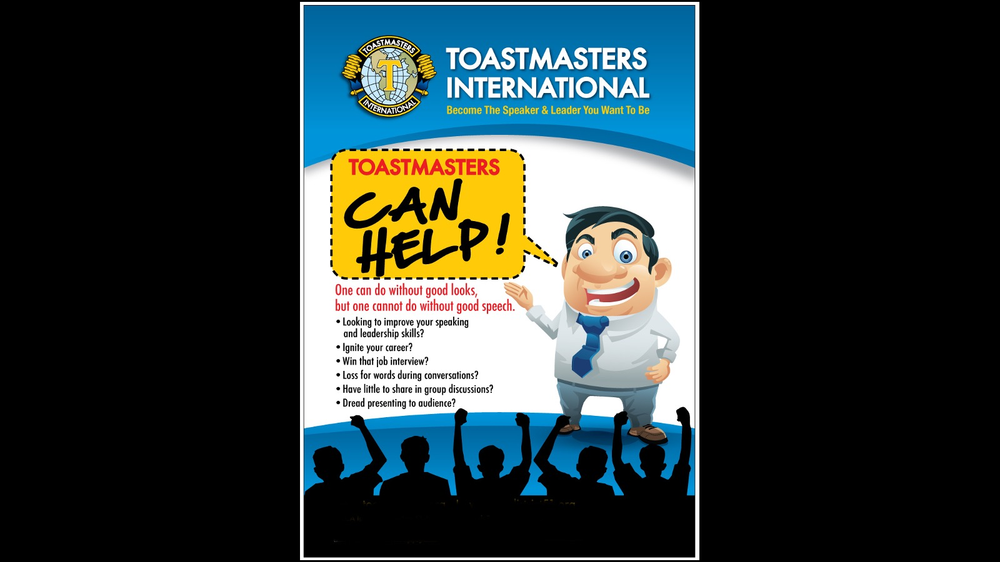 TOASTMASTERS
T
INTERNATIONAL
TOASTMASTERS
INTERNATIONAL
Become The Speaker & Leader You Want To Be
TOASTMASTERS
CAN
HELP!
One can do without good looks,
but one cannot do without good speech.
• Looking to improve your speaking
and leadership skills?
• Ignite your career?
• Win that job interview?
• Loss for words during conversations?
• Have little to share in group discussions?
• Dread presenting to audience?